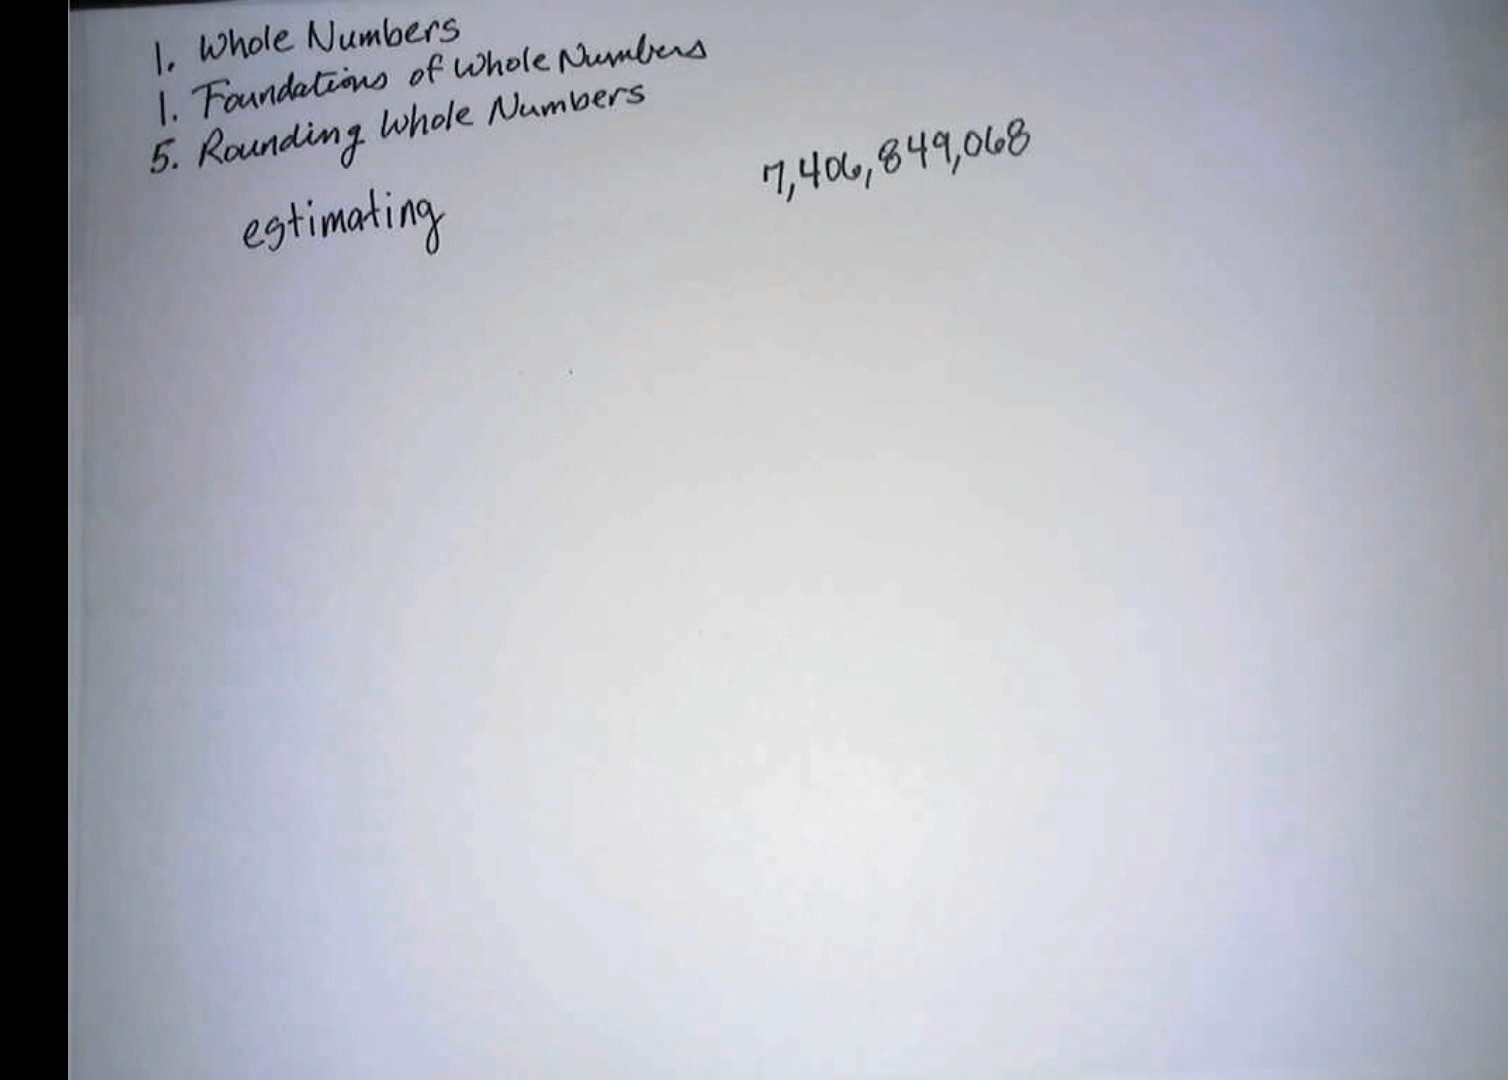 1. Whole Numbers
1. Foundations of Whole Numbers
5. Rounding Whole Numbers
7,406,849,068
estimating